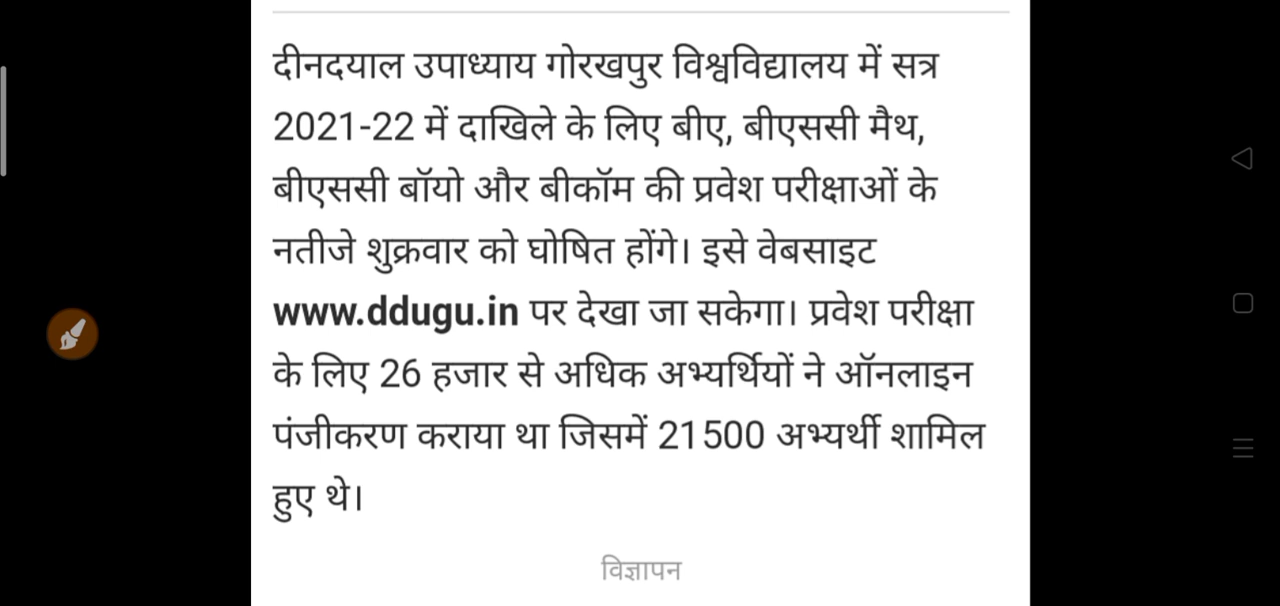 दीनदयाल उपाध्याय गोरखपुर विश्वविद्यालय में सत्र
2021-22 में दाखिले के लिए बीए, बीएससी मैथ,
बीएससी बॉयो और बीकॉम की प्रवेश परीक्षाओं के
नतीजे शुक्रवार को घोषित होंगे। इसे वेबसाइट
www.ddugu.in पर देखा जा सकेगा। प्रवेश परीक्षा
के लिए 26 हजार से अधिक अभ्यर्थियों ने ऑनलाइन
पंजीकरण कराया था जिसमें 21500 अभ्यर्थी शामिल
हुए थे।
विज्ञापन